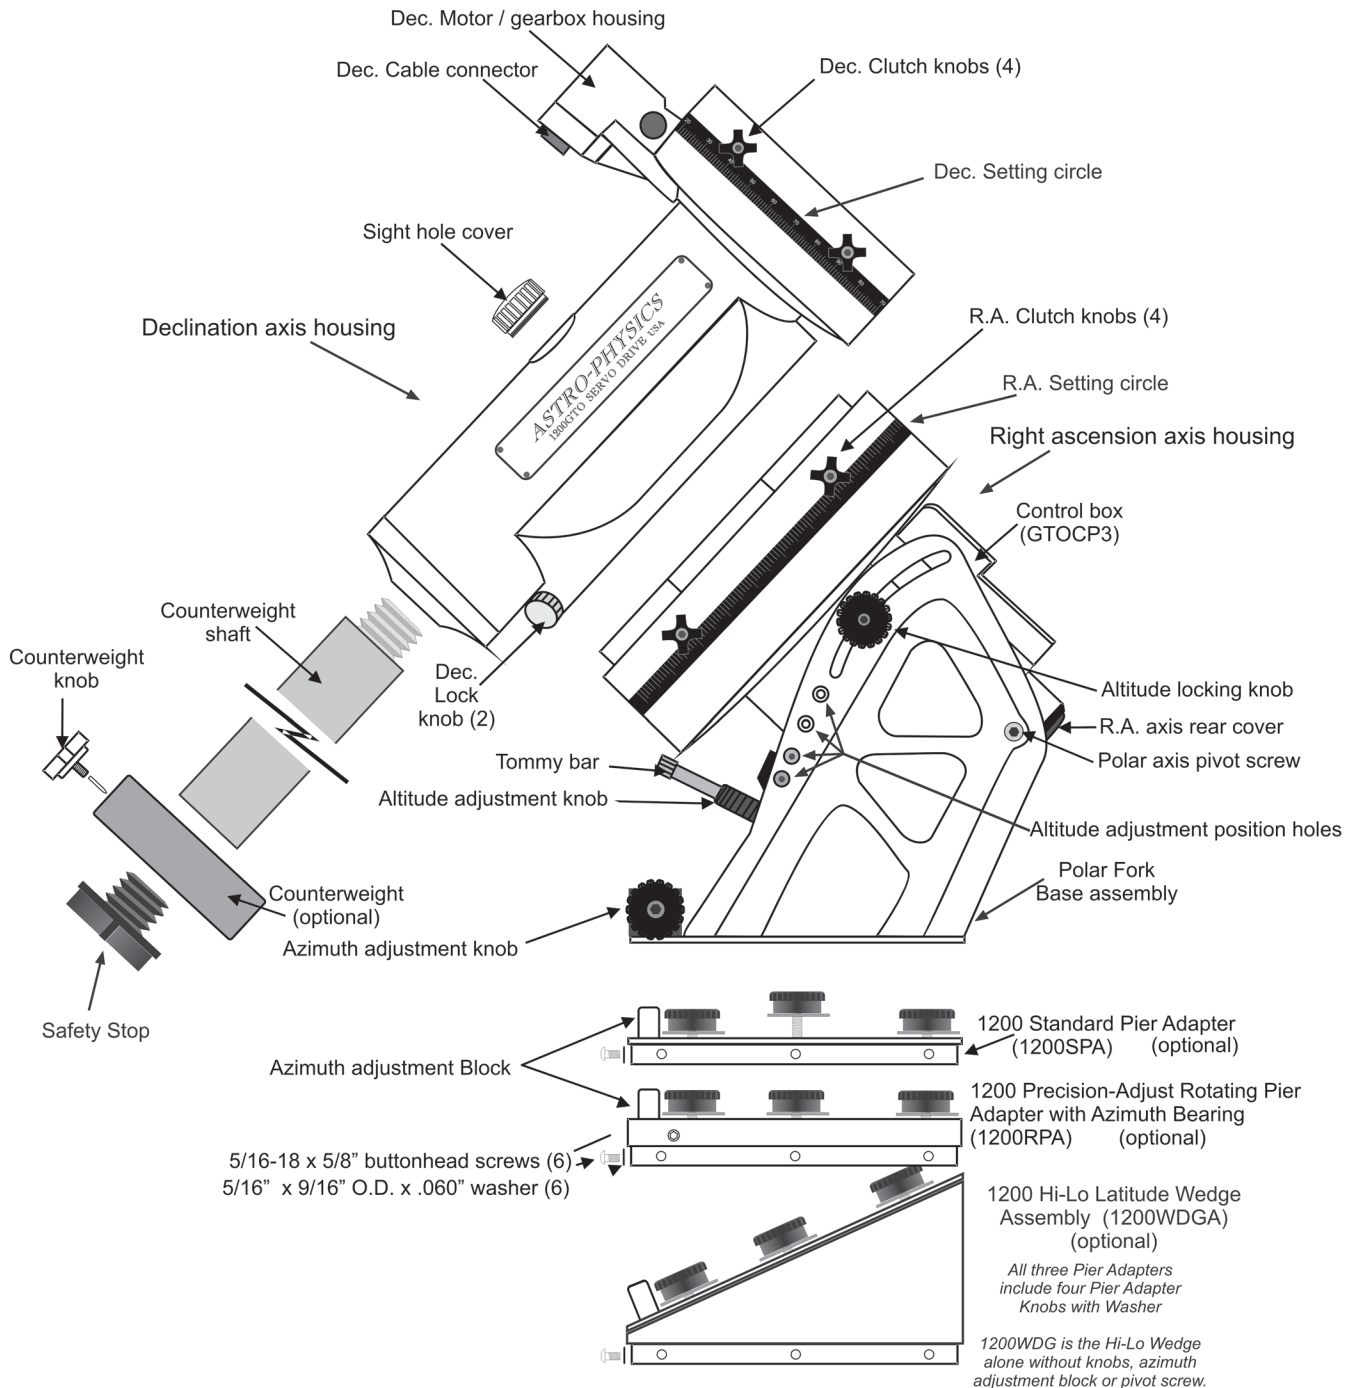 Dec. Motor / gearbox housing
Dec. Cable connector
Dec. Clutch knobs (4)
Dec. Setting circle
Sight hole cover
Declination axis housing
R.A. Clutch knobs (4)
R.A. Setting circle
Right ascension axis housing
ASTRO-PHYSICS
1200GTO SERVO DRIVE USA
Control box
(GTOCP3)
Counterweight
shaft
Counterweight
knob
Dec.
Lock
knob (2)
Altitude locking knob
R.A. axis rear cover
Polar axis pivot screw
Tommy bar
Altitude adjustment knob
Altitude adjustment position holes
Polar Fork
Base assembly
Counterweight
(optional)
Azimuth adjustment knob
Safety Stop
1200 Standard Pier Adapter
(1200SPA) (optional)
Azimuth adjustment Block
1200 Precision-Adjust Rotating Pier
Adapter with Azimuth Bearing
(1200RPA) (optional)
5/16-18 x 5/8” buttonhead screws (6)
5/16” x 9/16” O.D. x .060” washer (6)
1200 Hi-Lo Latitude Wedge
Assembly (1200WDGA)
(optional)
All three Pier Adapters
include four Pier Adapter
Knobs with Washer
1200WDG is the Hi-Lo Wedge
alone without knobs, azimuth
adjustment block or pivot screw.